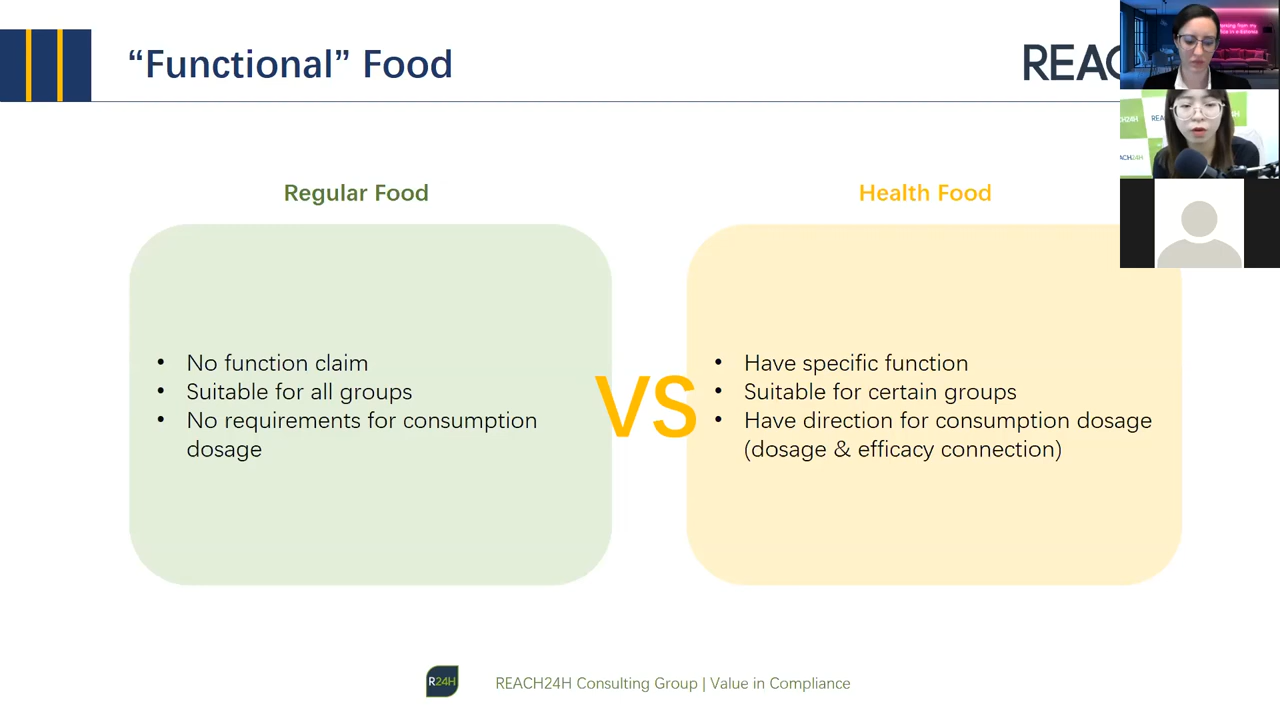 “Functional” Food
REAC
Regular Food
Health Food
• No function claim
• Suitable for all groups
• No requirements for consumption
dosage
VS
• Have specific function
• Suitable for certain groups
• Have direction for consumption dosage
(dosage & efficacy connection)
R24H
REACH24H Consulting Group | Value in Compliance